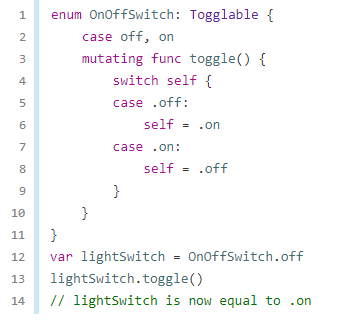 1 enum OnOffSwitch: Togglable {
2     case off, on
3     mutating func toggle() {
4         switch self {
5         case .off:
6             self = .on
7         case .on:
8             self = .off
9         }
10     }
11 }
12 var lightSwitch = OnOffSwitch.off
13 lightSwitch.toggle()
14 // lightSwitch is now equal to .on